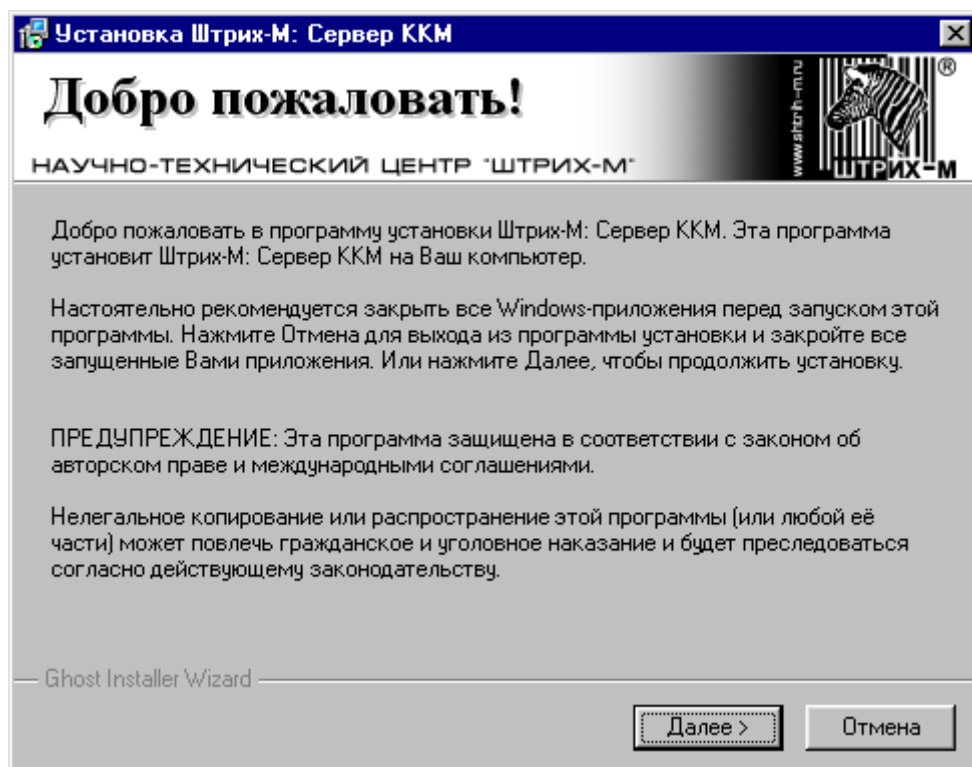 Установка Штрих-М: Сервер ККМ
Добро пожаловать!
НАУЧНО-ТЕХНИЧЕСКИЙ ЦЕНТР "ШТРИХ-М"
www.shtrih-m.ru
®
ШТРИХ-М
Добро пожаловать в программу установки Штрих-М: Сервер ККМ. Эта программа
установит Штрих-М: Сервер ККМ на Ваш компьютер.
Настоятельно рекомендуется закрыть все Windows-приложения перед запуском этой
программы. Нажмите Отмена для выхода из программы установки и закройте все
запущенные Вами приложения. Или нажмите Далее, чтобы продолжить установку.
ПРЕДУПРЕЖДЕНИЕ: Эта программа защищена в соответствии с законом об
авторском праве и международными соглашениями.
Нелегальное копирование или распространение этой программы (или любой её
части) может повлечь гражданское и уголовное наказание и будет преследоваться
согласно действующему законодательству.
Ghost Installer Wizard
Далее >
Отмена